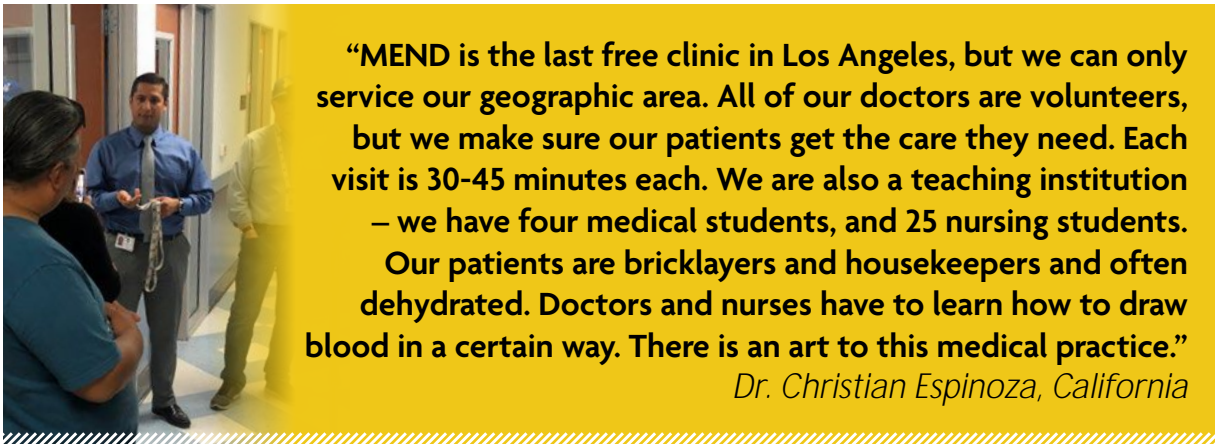 “MEND is the last free clinic in Los Angeles, but we can only
service our geographic area. All of our doctors are volunteers,
but we make sure our patients get the care they need. Each
visit is 30-45 minutes each. We are also a teaching institution
– we have four medical students, and 25 nursing students.
Our patients are bricklayers and housekeepers and often
dehydrated. Doctors and nurses have to learn how to draw
blood in a certain way. There is an art to this medical practice.”
Dr. Christian Espinoza, California